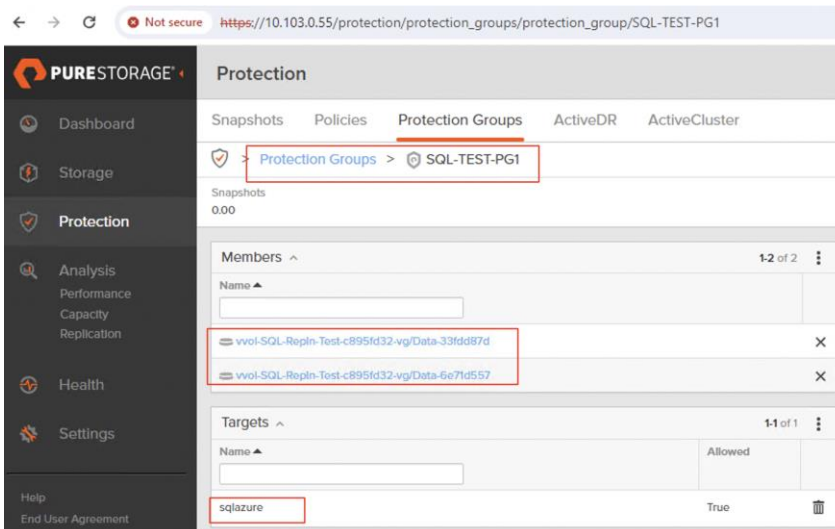 Not secure https://10.103.0.55/protection/protection_groups/protection_group/SQL-TEST-PG1
PURESTORAGE®
Protection
Dashboard
Storage
Protection
Analysis
Performance
Capacity
Replication
Health
Settings
Help
End User Agreement
Snapshots Policies Protection Groups ActiveDR ActiveCluster
> Protection Groups > SQL-TEST-PG1
Snapshots
0.00
Members 1-2 of 2
Name
vvol-SQL-Repln-Test-c895fd32-vg/Data-33fdd87d
vvol-SQL-Repln-Test-c895fd32-vg/Data-6e71d557
Targets 1-1 of 1
Name Allowed
sqlazure True